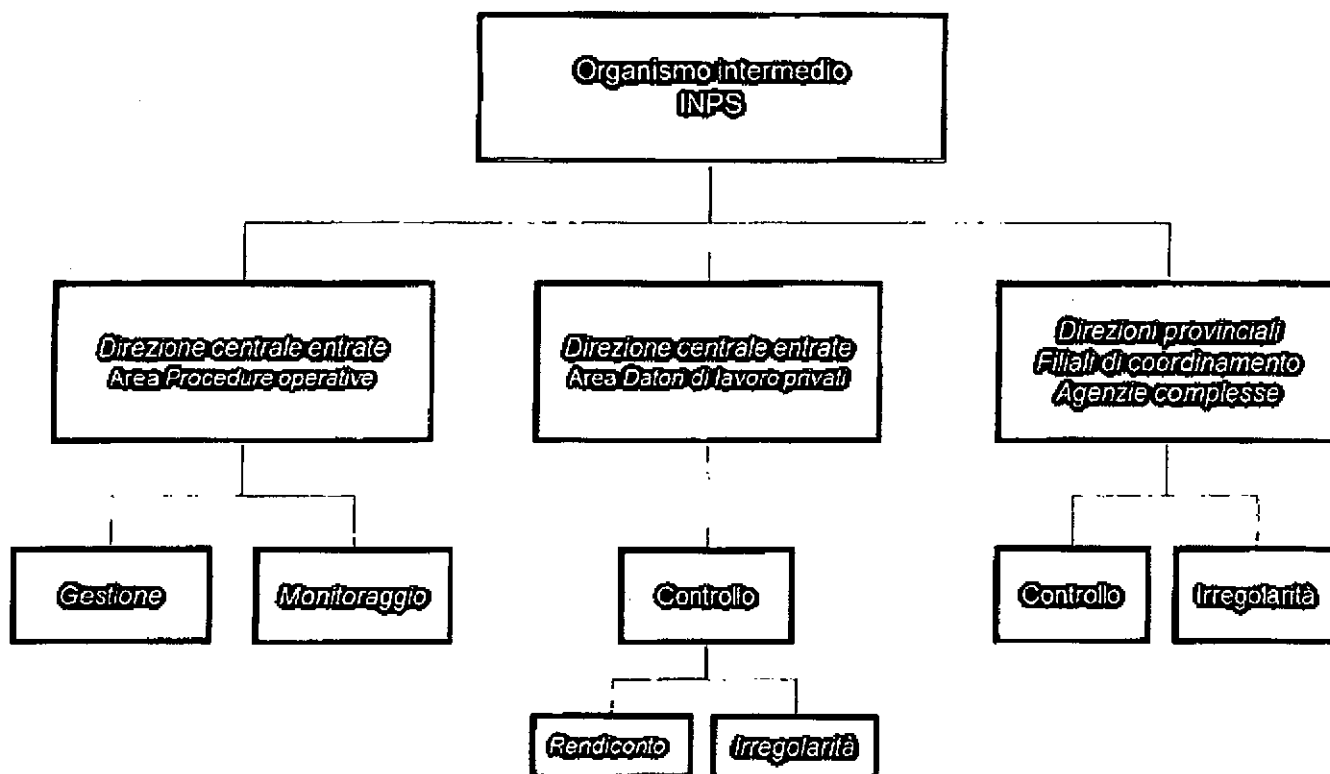 Organismo intermedio
INPS
Direzione centrale entrate
Area Procedure operative
Direzione centrale entrate
Area Datori di lavoro privati
Direzioni provinciali
Filiali di coordinamento
Agenzie complesse
Gestione
Monitoraggio
Controllo
Controllo
Irregolarità
Rendiconto
Irregolarità